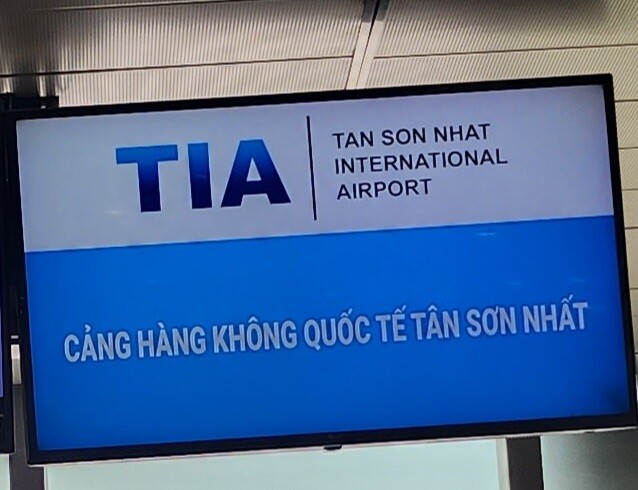 TIA
TAN SON NHAT
INTERNATIONAL
AIRPORT
CẢNG HÀNG KHÔNG QUỐC TẾ TÂN SƠN NHẤT